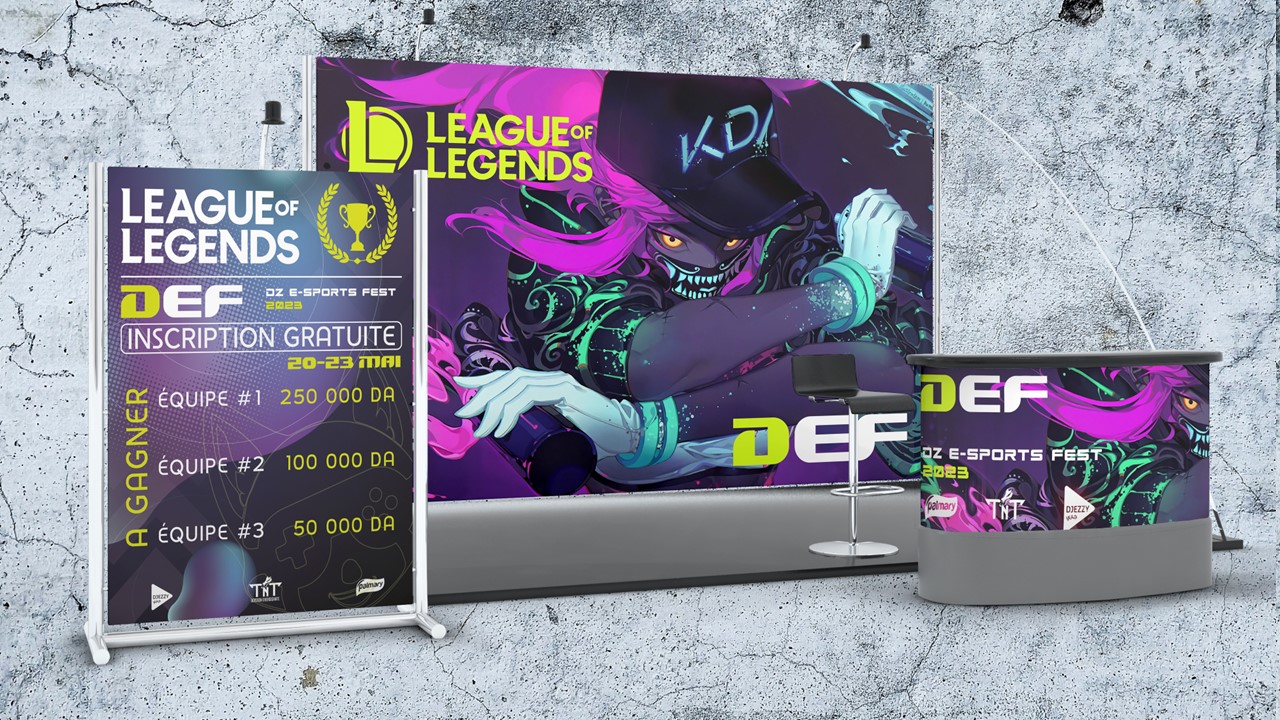 LEAGUE OF
LEGENDS
DEF
DZ E-SPORTS FEST
2023
INSCRIPTION GRATUITE
20-23 MAI
A GAGNER
ÉQUIPE #1 250 000 DA
ÉQUIPE #2 100 000 DA
ÉQUIPE #3 50 000 DA
DJEZZY
TNT
palmary
LEAGUE OF
LEGENDS
KD/
DEF
DEF
DZ E-SPORTS FEST
2023
palmary
TNT
DJEZZY